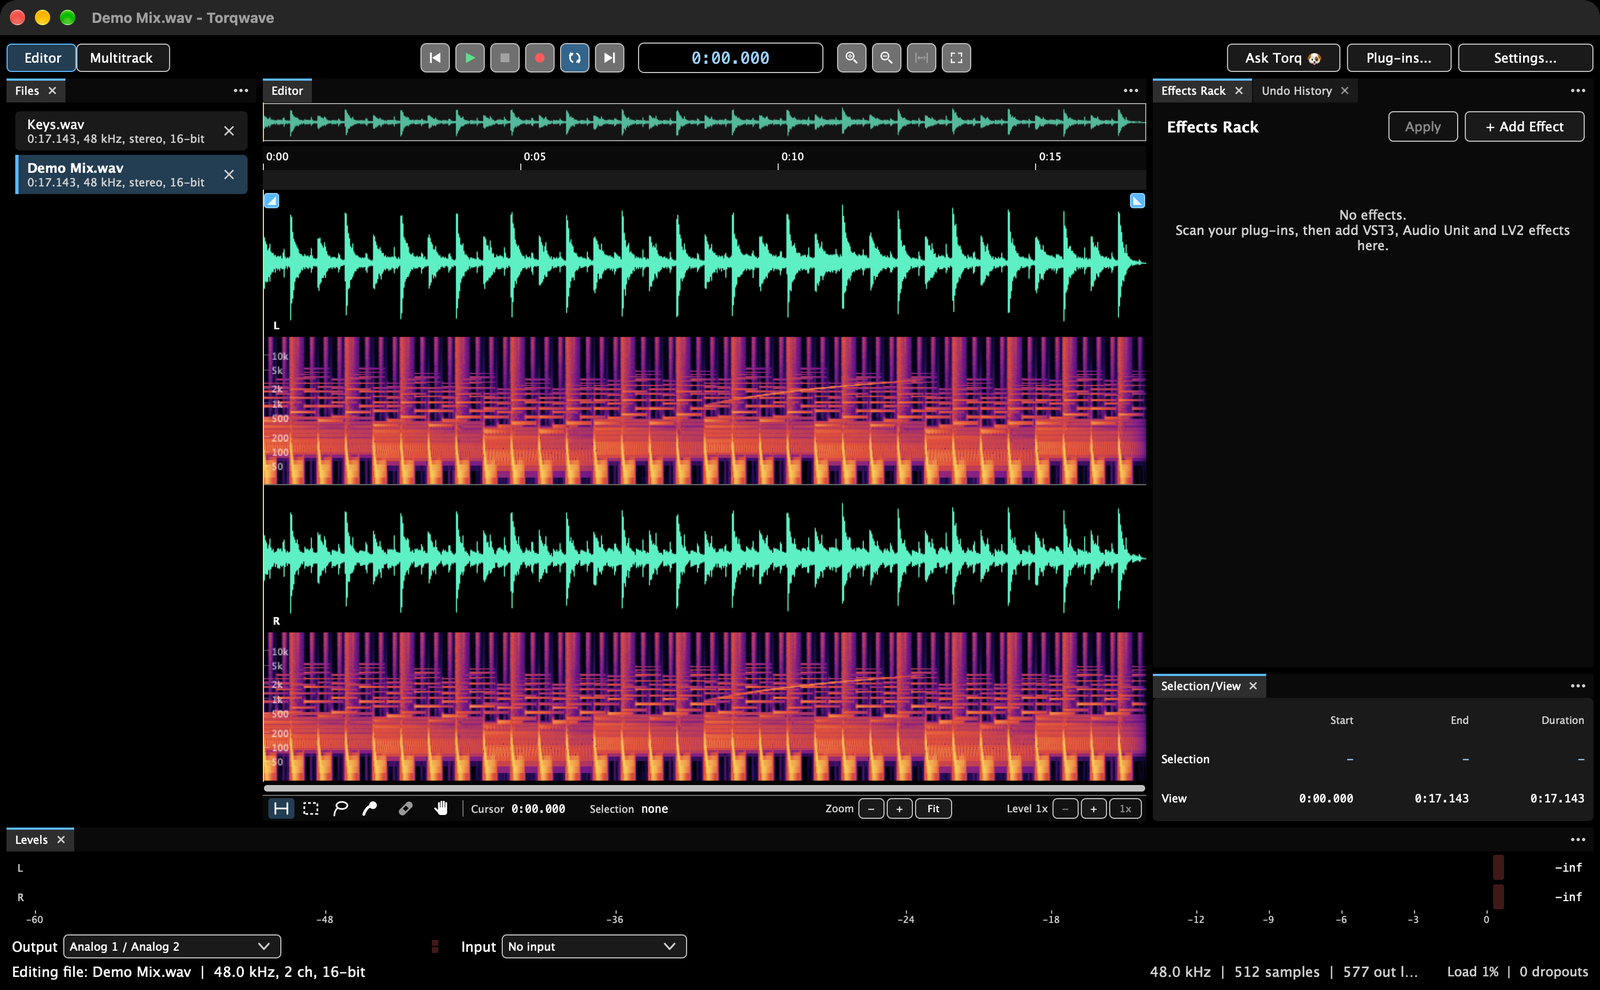 Demo Mix.wav - Torqwave
Editor
Multitrack
0:00.000
Ask Torq
Plug-ins...
Settings...
Files
Keys.wav
0:17.143, 48 kHz, stereo, 16-bit
Demo Mix.wav
0:17.143, 48 kHz, stereo, 16-bit
Editor
0:00 0:05 0:10 0:15
L
10k
5k
2k
1k
500
200
100
50
R
10k
5k
2k
1k
500
200
100
50
Cursor 0:00.000 Selection none Zoom - + Fit Level 1x - + 1x
Effects Rack
Undo History
Effects Rack
Apply
+ Add Effect
No effects.
Scan your plug-ins, then add VST3, Audio Unit and LV2 effects
here.
Selection/View
Start End Duration
Selection – – –
View 0:00.000 0:17.143 0:17.143
Levels
L -inf
R -inf
-60 -48 -36 -24 -18 -12 -9 -6 -3 0
Output Analog 1 / Analog 2 Input No input
Editing file: Demo Mix.wav | 48.0 kHz, 2 ch, 16-bit
48.0 kHz | 512 samples | 577 out l... Load 1% | 0 dropouts